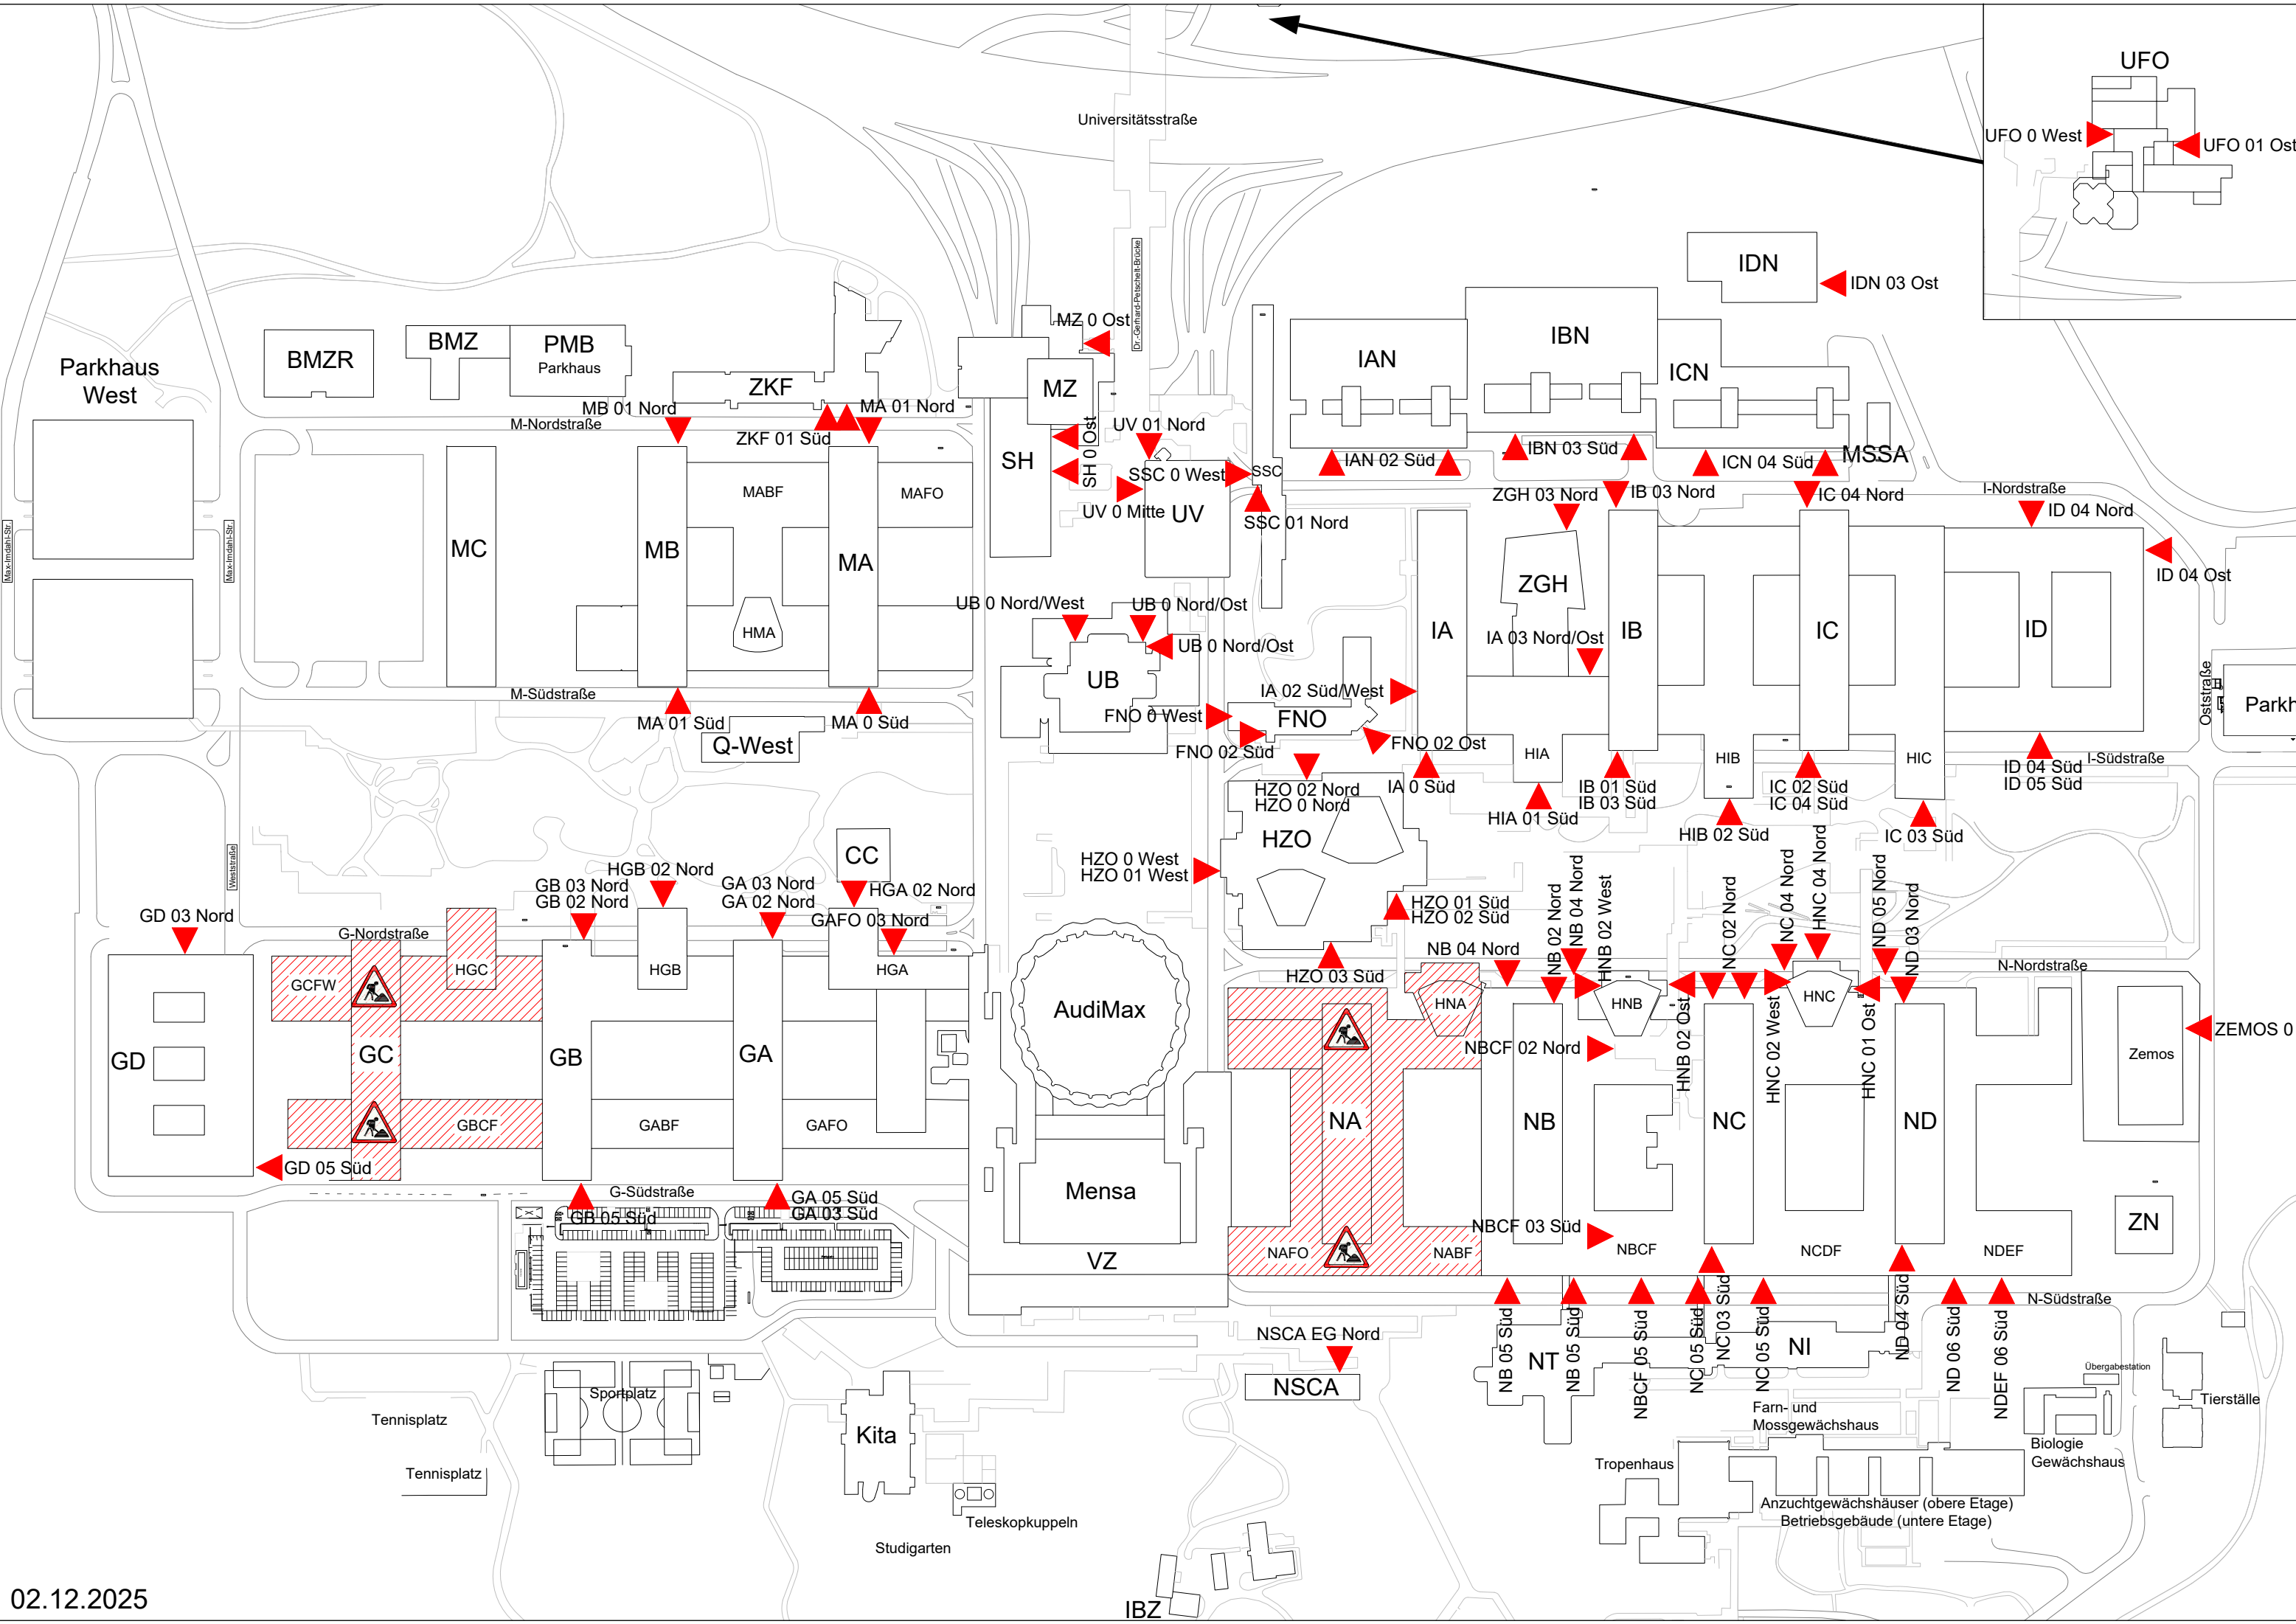 UFO
UFO 0 West
UFO 01 Ost
Universitätsstraße
Dr.-Gerhard-Petschelt-Brücke
IDN
IDN 03 Ost
MZ 0 Ost
BMZR
BMZ
PMB
Parkhaus
Parkhaus
West
ZKF
MZ
IAN
IBN
ICN
MB 01 Nord
MA 01 Nord
M-Nordstraße
ZKF 01 Süd
SH 0 Ost
UV 01 Nord
SH
SSC 0 West
SSC
IAN 02 Süd
IBN 03 Süd
ICN 04 Süd
MSSA
MABF
MAFO
UV 0 Mitte
UV
SSC 01 Nord
ZGH 03 Nord
IB 03 Nord
IC 04 Nord
I-Nordstraße
ID 04 Nord
Max-Imdahl-Str.
Max-Imdahl-Str.
MC
MB
MA
ZGH
ID 04 Ost
UB 0 Nord/West
UB 0 Nord/Ost
HMA
UB 0 Nord/Ost
IA
IA 03 Nord/Ost
IB
IC
ID
UB
M-Südstraße
IA 02 Süd/West
Oststraße
Parkh
MA 01 Süd
MA 0 Süd
FNO 0 West
FNO
Q-West
FNO 02 Süd
FNO 02 Ost
HIA
HIB
HIC
I-Südstraße
ID 04 Süd
ID 05 Süd
HZO 02 Nord
HZO 0 Nord
IA 0 Süd
IB 01 Süd
IB 03 Süd
IC 02 Süd
IC 04 Süd
HIA 01 Süd
HIB 02 Süd
IC 03 Süd
HZO
CC
Weststraße
HZO 0 West
HZO 01 West
HGB 02 Nord
GB 03 Nord
GB 02 Nord
GA 03 Nord
GA 02 Nord
HGA 02 Nord
GD 03 Nord
GAFO 03 Nord
HZO 01 Süd
HZO 02 Süd
G-Nordstraße
NB 04 Nord
NB 02 Nord
NB 04 Nord
HNB 02 West
NC 02 Nord
NC 04 Nord
HNC 04 Nord
ND 05 Nord
ND 03 Nord
N-Nordstraße
HZO 03 Süd
GCFW
HGC
HGB
HGA
HNA
HNB
HNC
AudiMax
ZEMOS 0
Zemos
GD
GC
GB
GA
NBCF 02 Nord
HNB 02 Ost
HNC 02 West
HNC 01 Ost
GBCF
GABF
GAFO
NA
NB
NC
ND
GD 05 Süd
G-Südstraße
Mensa
GB 05 Süd
GA 05 Süd
GA 03 Süd
ZN
NBCF 03 Süd
VZ
NAFO
NABF
NBCF
NCDF
NDEF
N-Südstraße
NB 05 Süd
NB 05 Süd
NBCF 05 Süd
NC 05 Süd
NC 03 Süd
NC 05 Süd
ND 04 Süd
ND 06 Süd
NDEF 06 Süd
NSCA EG Nord
NSCA
NT
NI
Übergabestation
Tierställe
Sportplatz
Tennisplatz
Kita
Farn- und
Mossgewächshaus
Biologie
Gewächshaus
Tennisplatz
Tropenhaus
Anzuchtgewächshäuser (obere Etage)
Betriebsgebäude (untere Etage)
Teleskopkuppeln
Studigarten
IBZ
02.12.2025